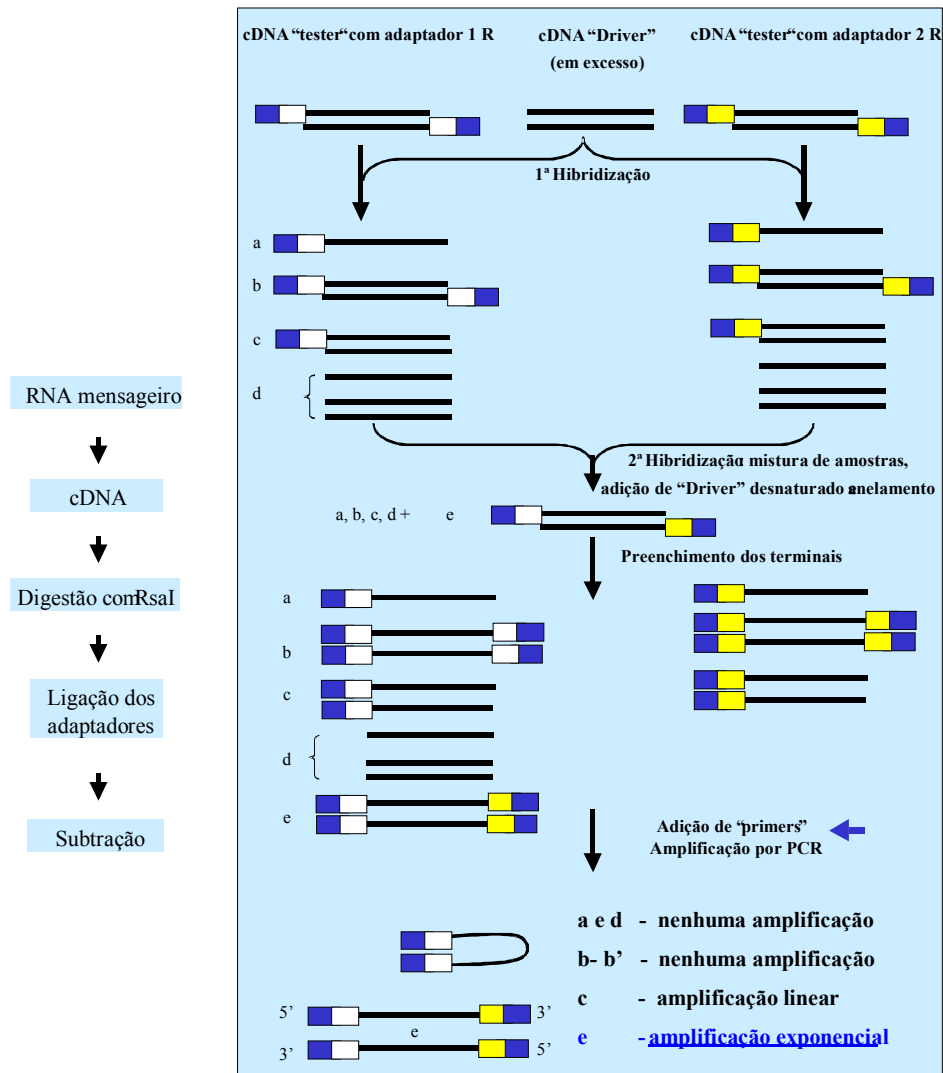 cDNA “tester“com adaptador 1 R
cDNA “Driver”
(em excesso)
cDNA “tester“com adaptador 2 R
1ª Hibridização
a
b
c
d
RNA mensageiro
cDNA
Digestão comRsaI
Ligação dos
adaptadores
Subtração
2ª Hibridização mistura de amostras,
adição de “Driver” desnaturado anelamento
a, b, c, d + e
Preenchimento dos terminais
a
b
c
d
e
Adição de “primers”
Amplificação por PCR
a e d - nenhuma amplificação
b- b’ - nenhuma amplificação
c - amplificação linear
e -amplificação exponencial
5’ 3’
e
3’ 5’